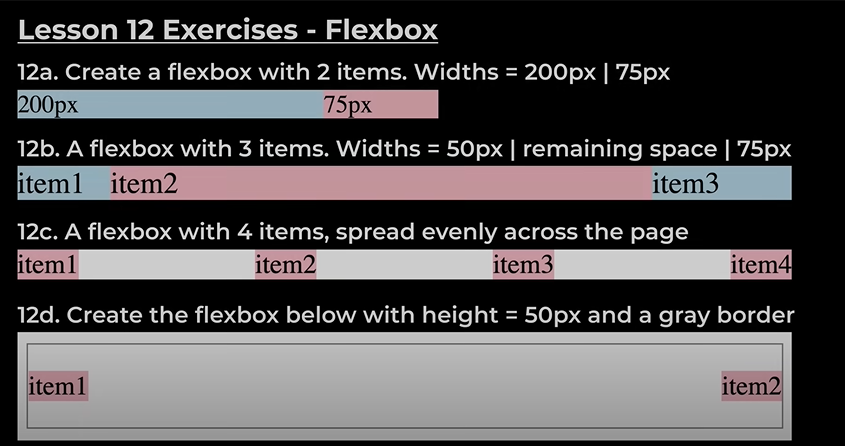 Lesson 12 Exercises - Flexbox
12a. Create a flexbox with 2 items. Widths = 200px | 75px
200px 75px
12b. A flexbox with 3 items. Widths = 50px | remaining space | 75px
item1 item2 item3
12c. A flexbox with 4 items, spread evenly across the page
item1 item2 item3 item4
12d. Create the flexbox below with height = 50px and a gray border
item1 item2